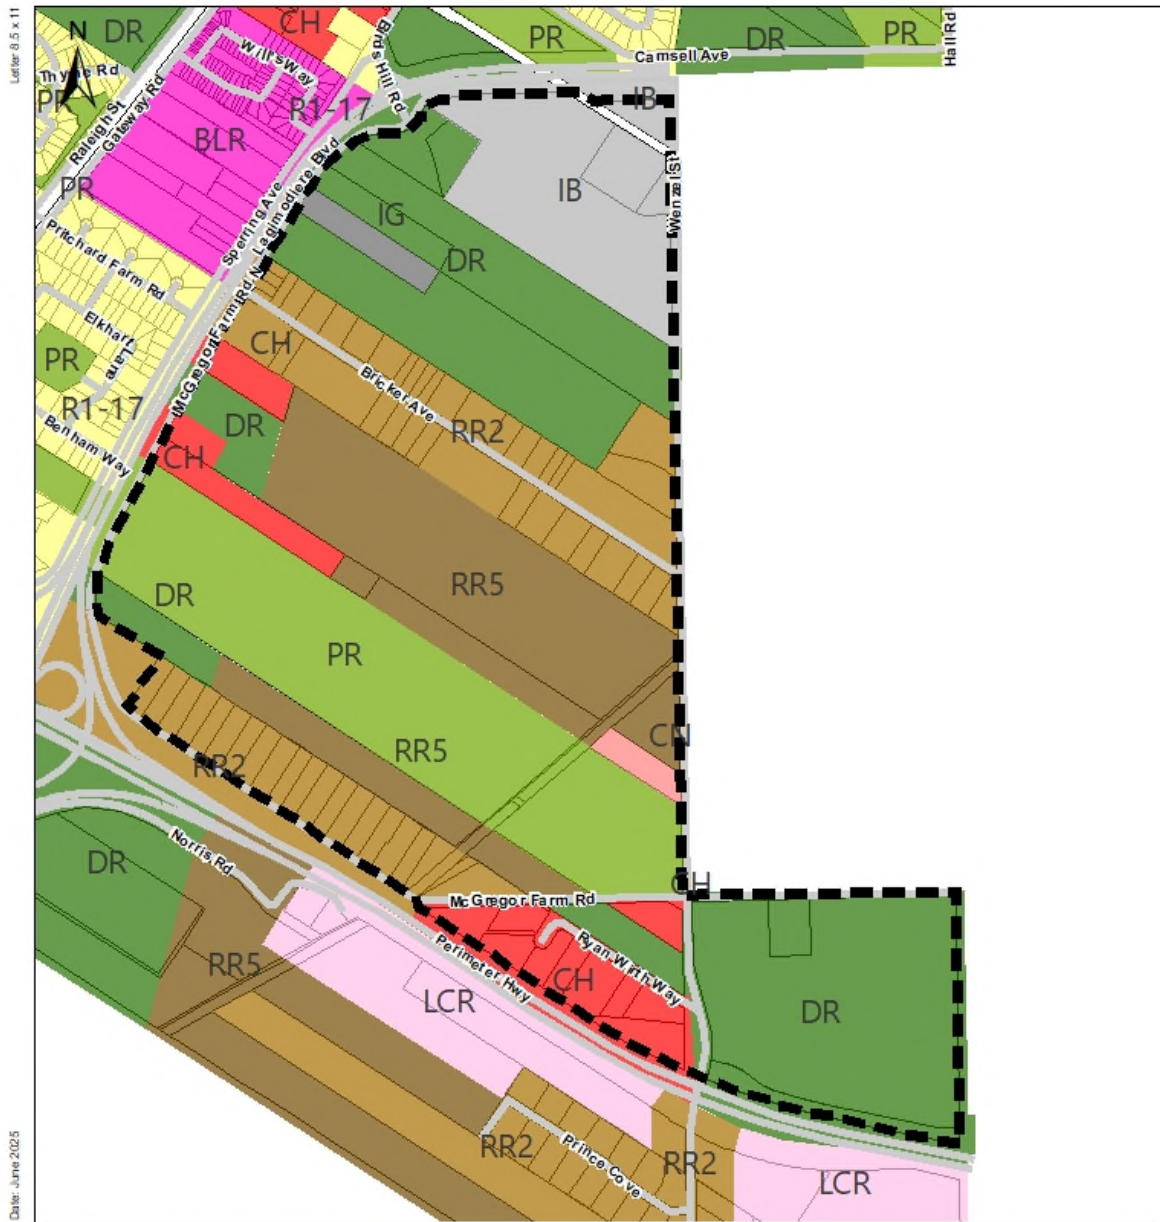 Letter 8.5 x 11
N
DR
CH
PR
DR
PR
Hall Rd
Camsell Ave
Birds Hill Rd
Will's Way
Thyme Rd
PR
Raleigh St
Gateway Rd
R1-17
IB
BLR
PR
IB
Wenzel St
Sperring Ave
Lagimodiere Blvd
IG
DR
Pritchard Farm Rd
McGregor Farm Rd N
Elkhart Lane
PR
CH
Bricker Ave
R1-17
DR
RR2
Benham Way
CH
RR5
DR
PR
CN
RR5
RR2
Norris Rd
DR
CH
McGregor Farm Rd
Ryan Wirth Way
Perimeter Hwy
RR5
CH
LCR
DR
RR2
Prince Cove
RR2
LCR
Date: June 2025